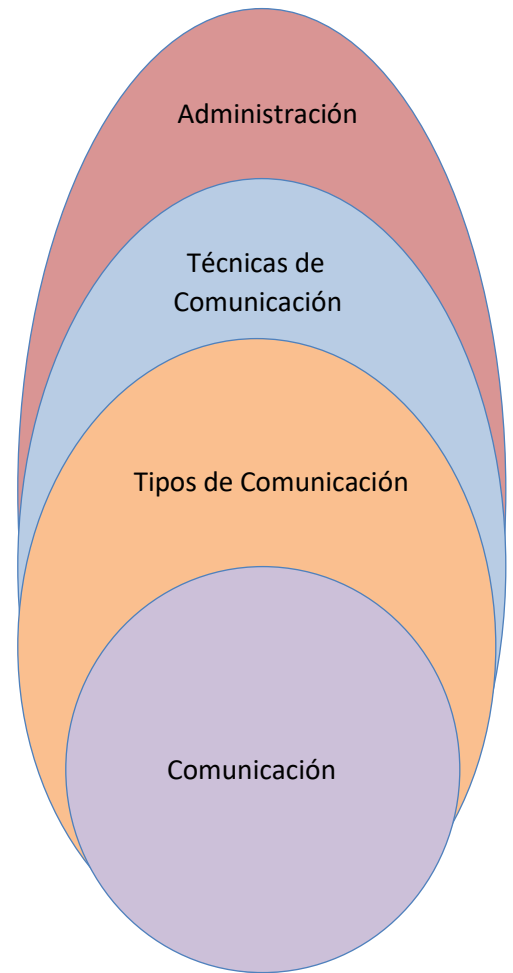 Administración
Técnicas de
Comunicación
Tipos de Comunicación
Comunicación